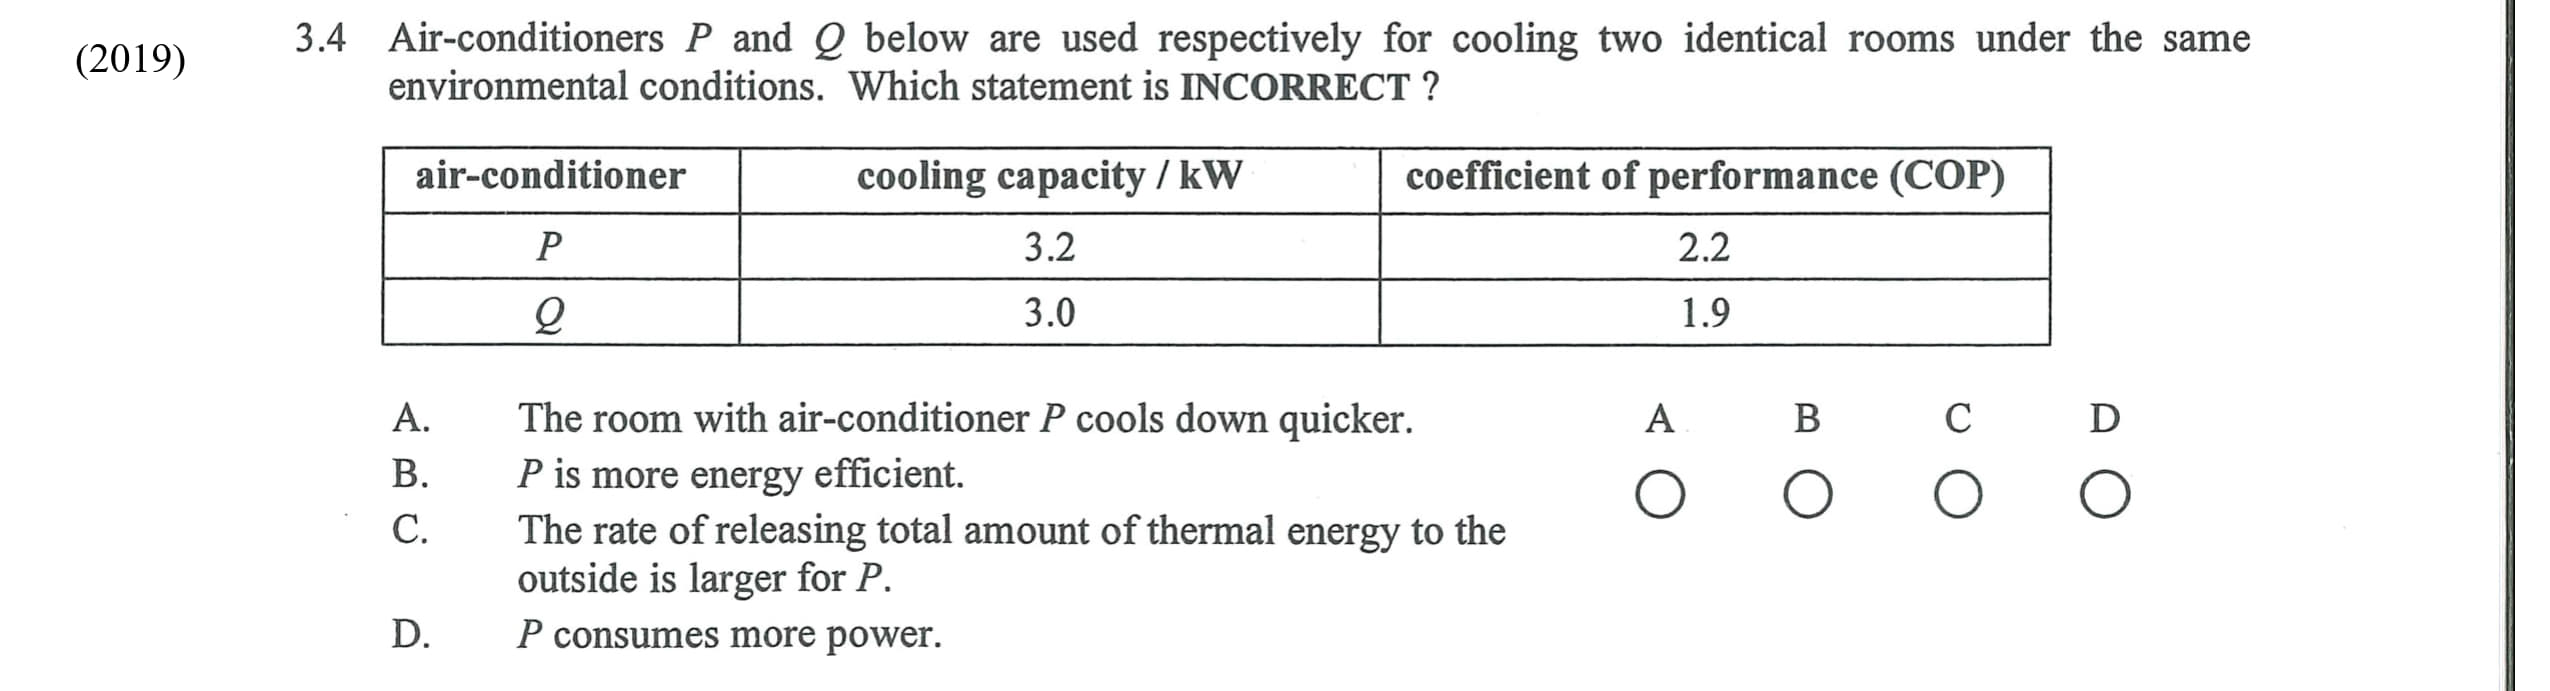 (2019)
3.4 Air-conditioners P and Q below are used respectively for cooling two identical rooms under the same
environmental conditions. Which statement is INCORRECT ?
air-conditioner cooling capacity / kW coefficient of performance (COP)
P 3.2 2.2
Q 3.0 1.9
A. The room with air-conditioner P cools down quicker. A B C D
B. P is more energy efficient.
C. The rate of releasing total amount of thermal energy to the
outside is larger for P.
D. P consumes more power.